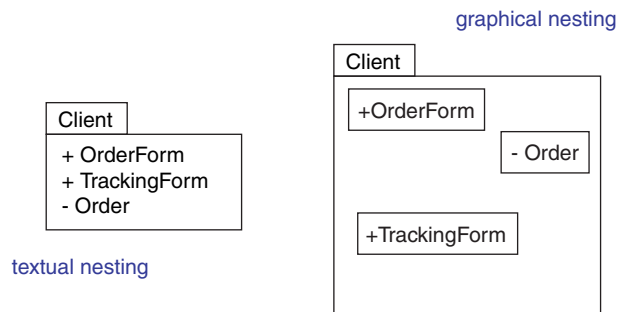 graphical nesting
Client
+OrderForm
- Order
+TrackingForm
Client
+ OrderForm
+ TrackingForm
- Order
textual nesting